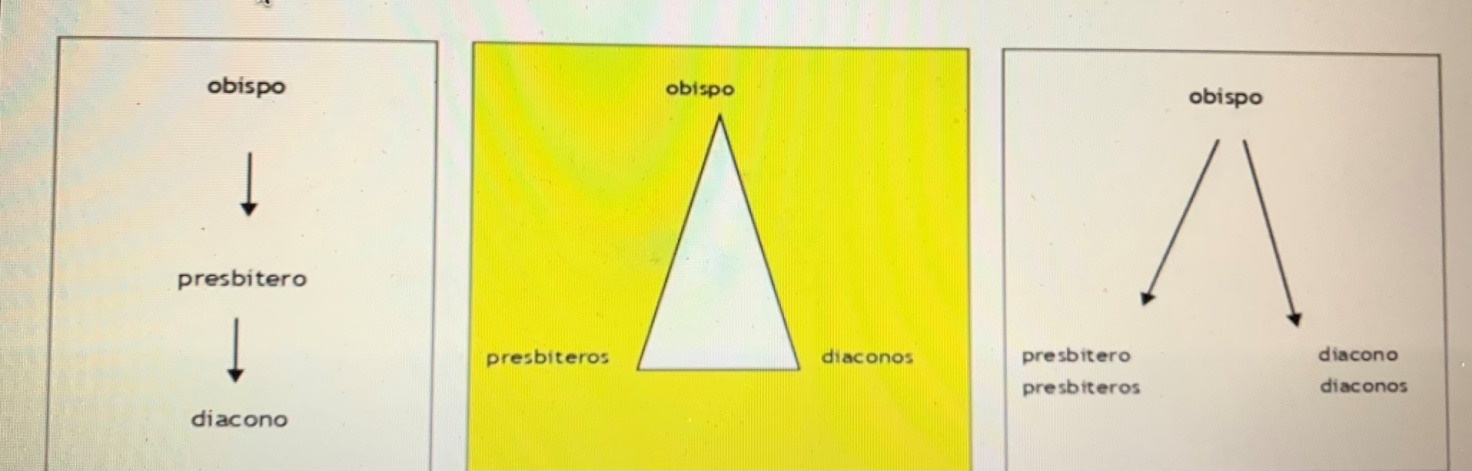 obispo
presbitero
diacono
obispo
presbiteros
diaconos
obispo
presbitero
presbiteros
diacono
diaconos